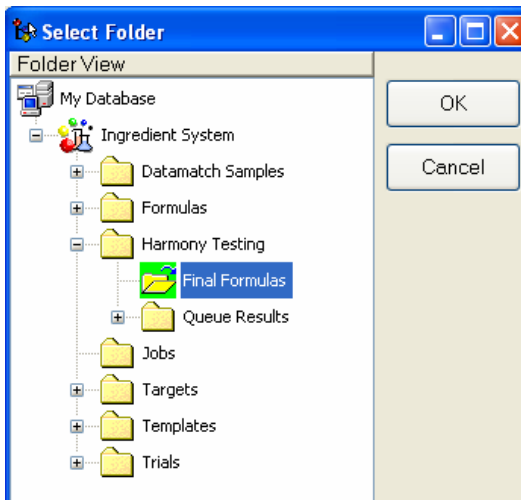 Select Folder
Folder View
My Database
OK
Ingredient System
Cancel
Datamatch Samples
Formulas
Harmony Testing
Final Formulas
Queue Results
Jobs
Targets
Templates
Trials